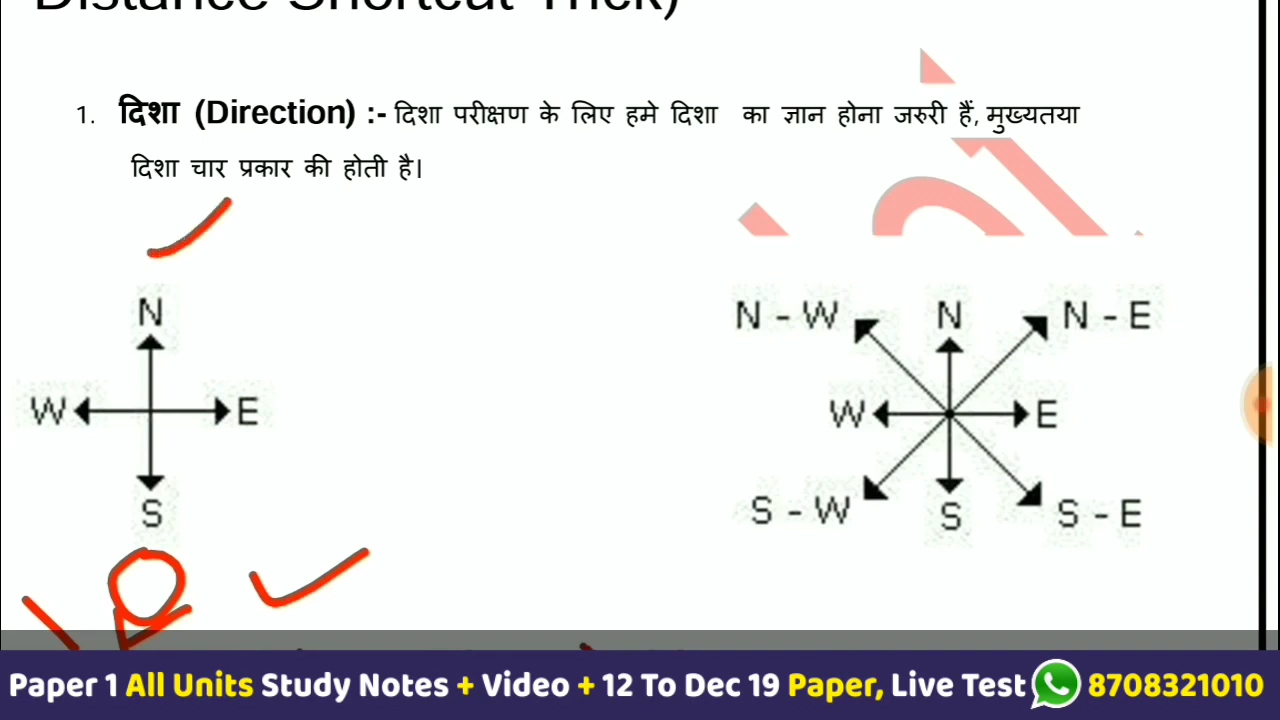 Distance Shortcut Trick)
1. दिशा (Direction) :- दिशा परीक्षण के लिए हमे दिशा का ज्ञान होना जरुरी हैं, मुख्यतया
दिशा चार प्रकार की होती है।
N
W E
S
N - W N N - E
W E
S - W S S - E
Paper 1 All Units Study Notes + Video + 12 To Dec 19 Paper, Live Test 8708321010